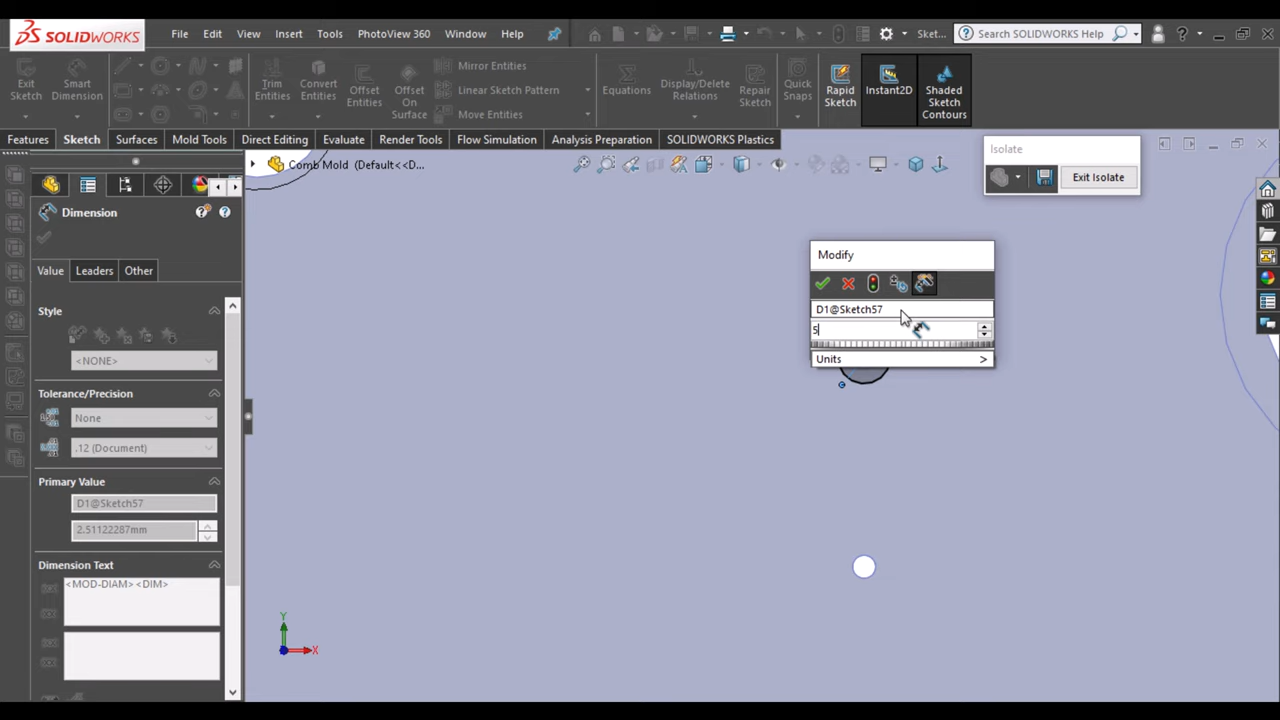 SOLIDWORKS File Edit View Insert Tools PhotoView 360 Window Help Sket... Search SOLIDWORKS Help ?
Exit Sketch
Smart Dimension
Trim Entities
Convert Entities
Offset Entities
Offset On Surface
Mirror Entities
Linear Sketch Pattern
Move Entities
Equations
Display/Delete Relations
Repair Sketch
Quick Snaps
Rapid Sketch
Instant2D
Shaded Sketch Contours
Features Sketch Surfaces Mold Tools Direct Editing Evaluate Render Tools Flow Simulation Analysis Preparation SOLIDWORKS Plastics
Comb Mold (Default<<D...
Isolate
Exit Isolate
Dimension
Value Leaders Other
Style
<NONE>
Tolerance/Precision
None
.12 (Document)
Primary Value
D1@Sketch57
2.51122287mm
Dimension Text
<MOD-DIAM><DIM>
Modify
D1@Sketch57
5
Units >
Y
X